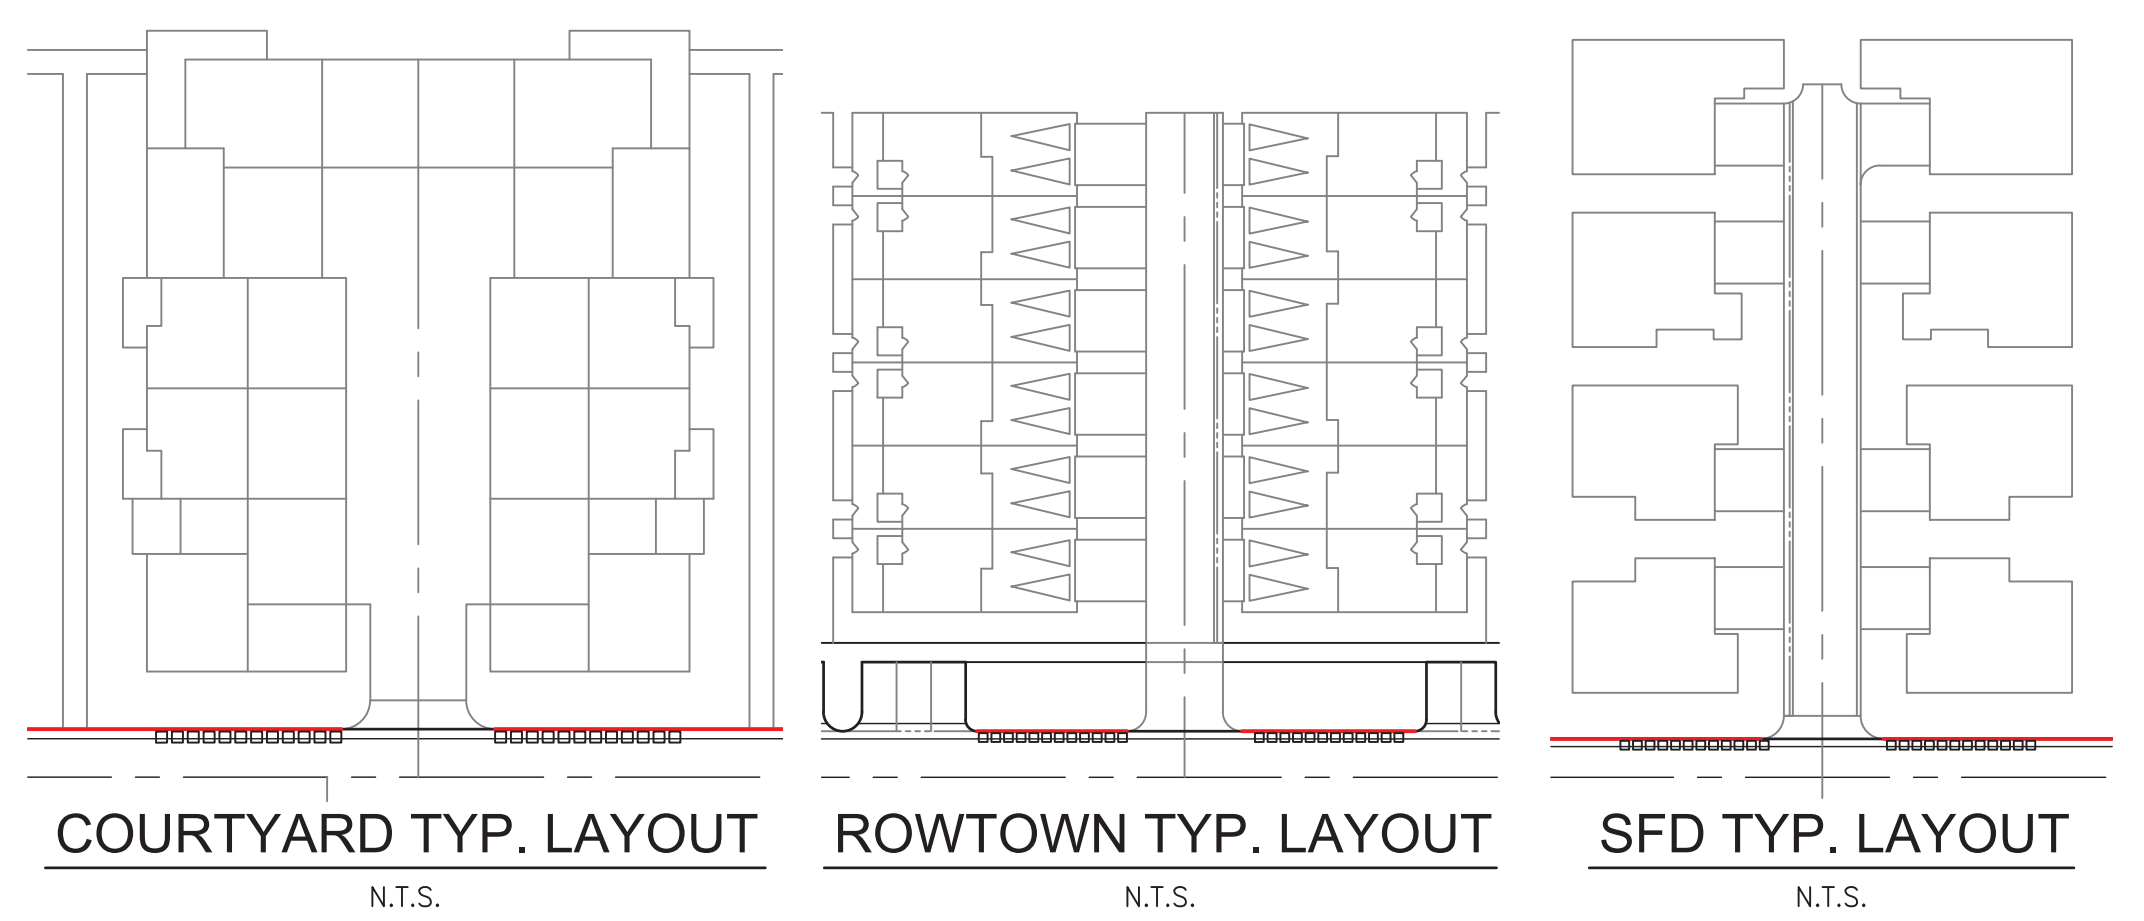 COURTYARD TYP. LAYOUT
N.T.S.
ROWTOWN TYP. LAYOUT
N.T.S.
SFD TYP. LAYOUT
N.T.S.